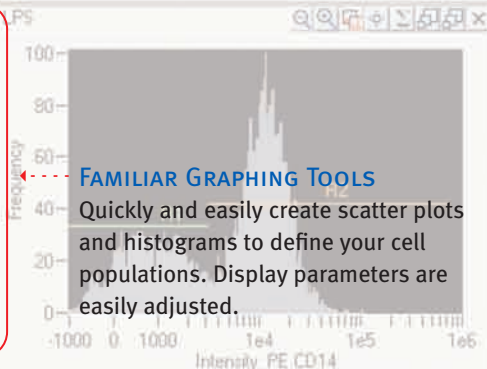 LPS
100
80
60
40
20
0
Frequency
FAMILIAR GRAPHING TOOLS
Quickly and easily create scatter plots
and histograms to define your cell
populations. Display parameters are
easily adjusted.
R2
-1000 0 1000 1e4 1e5 1e6
Intensity PE CD14